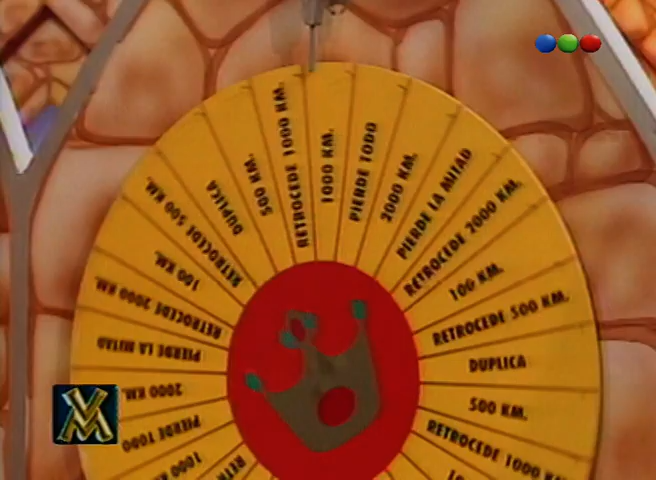 1000 KM.
PIERDE TODO
2000 KM.
PIERDE LA MITAD
RETROCEDE 2000 KM.
100 KM.
RETROCEDE 500 KM.
DUPLICA
500 KM.
RETROCEDE 1000 KM.
1000 KM.
PIERDE TODO
2000 KM.
PIERDE LA MITAD
RETROCEDE 2000 KM.
100 KM.
RETROCEDE 500 KM.
DUPLICA
500 KM.
RETROCEDE 1000 KM.
VM